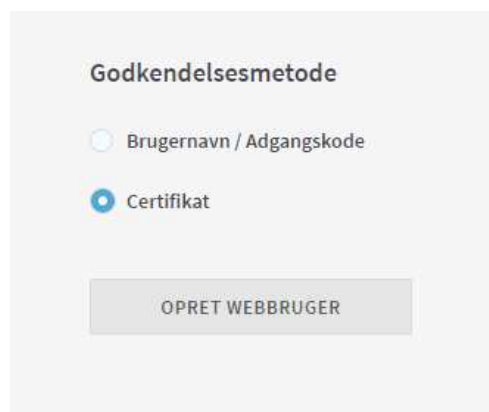 Godkendelsesmetode
Brugernavn / Adgangskode
Certifikat
OPRET WEBBRUGER